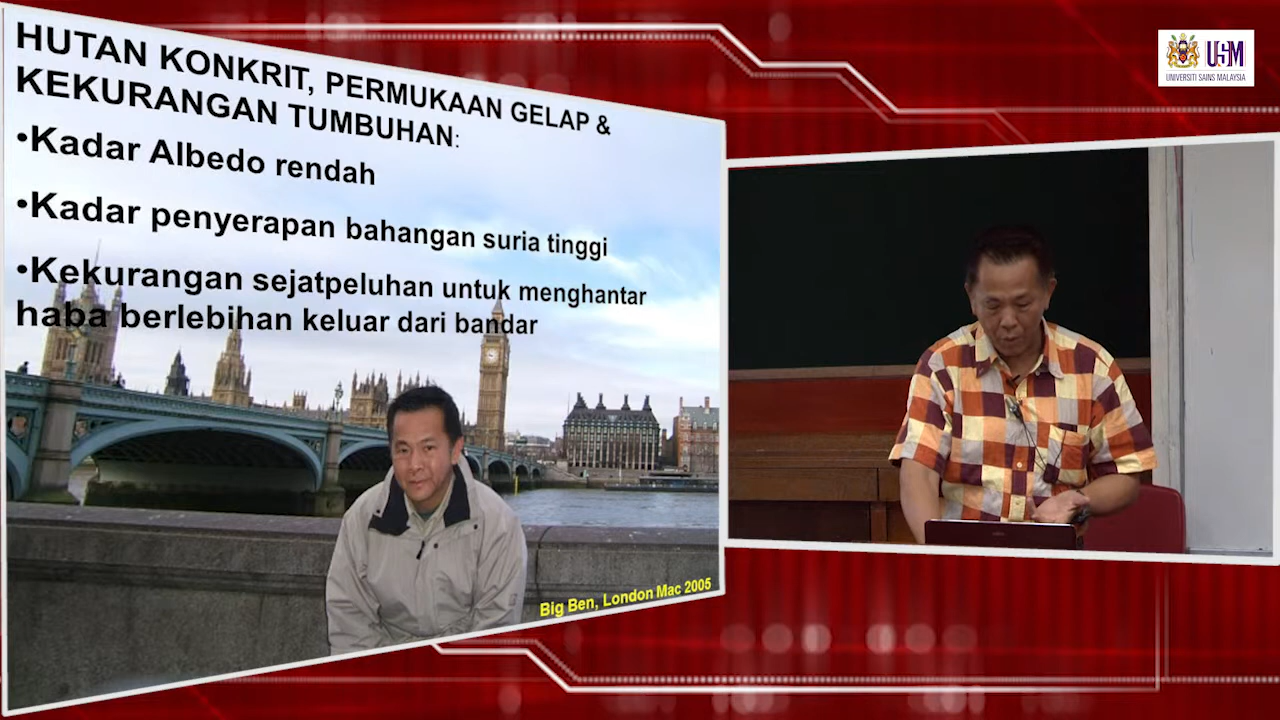 HUTAN KONKRIT, PERMUKAAN GELAP &
KEKURANGAN TUMBUHAN:
•Kadar Albedo rendah
•Kadar penyerapan bahangan suria tinggi
•Kekurangan sejatpeluhan untuk menghantar
haba berlebihan keluar dari bandar
Big Ben, London Mac 2005
USM
UNIVERSITI SAINS MALAYSIA